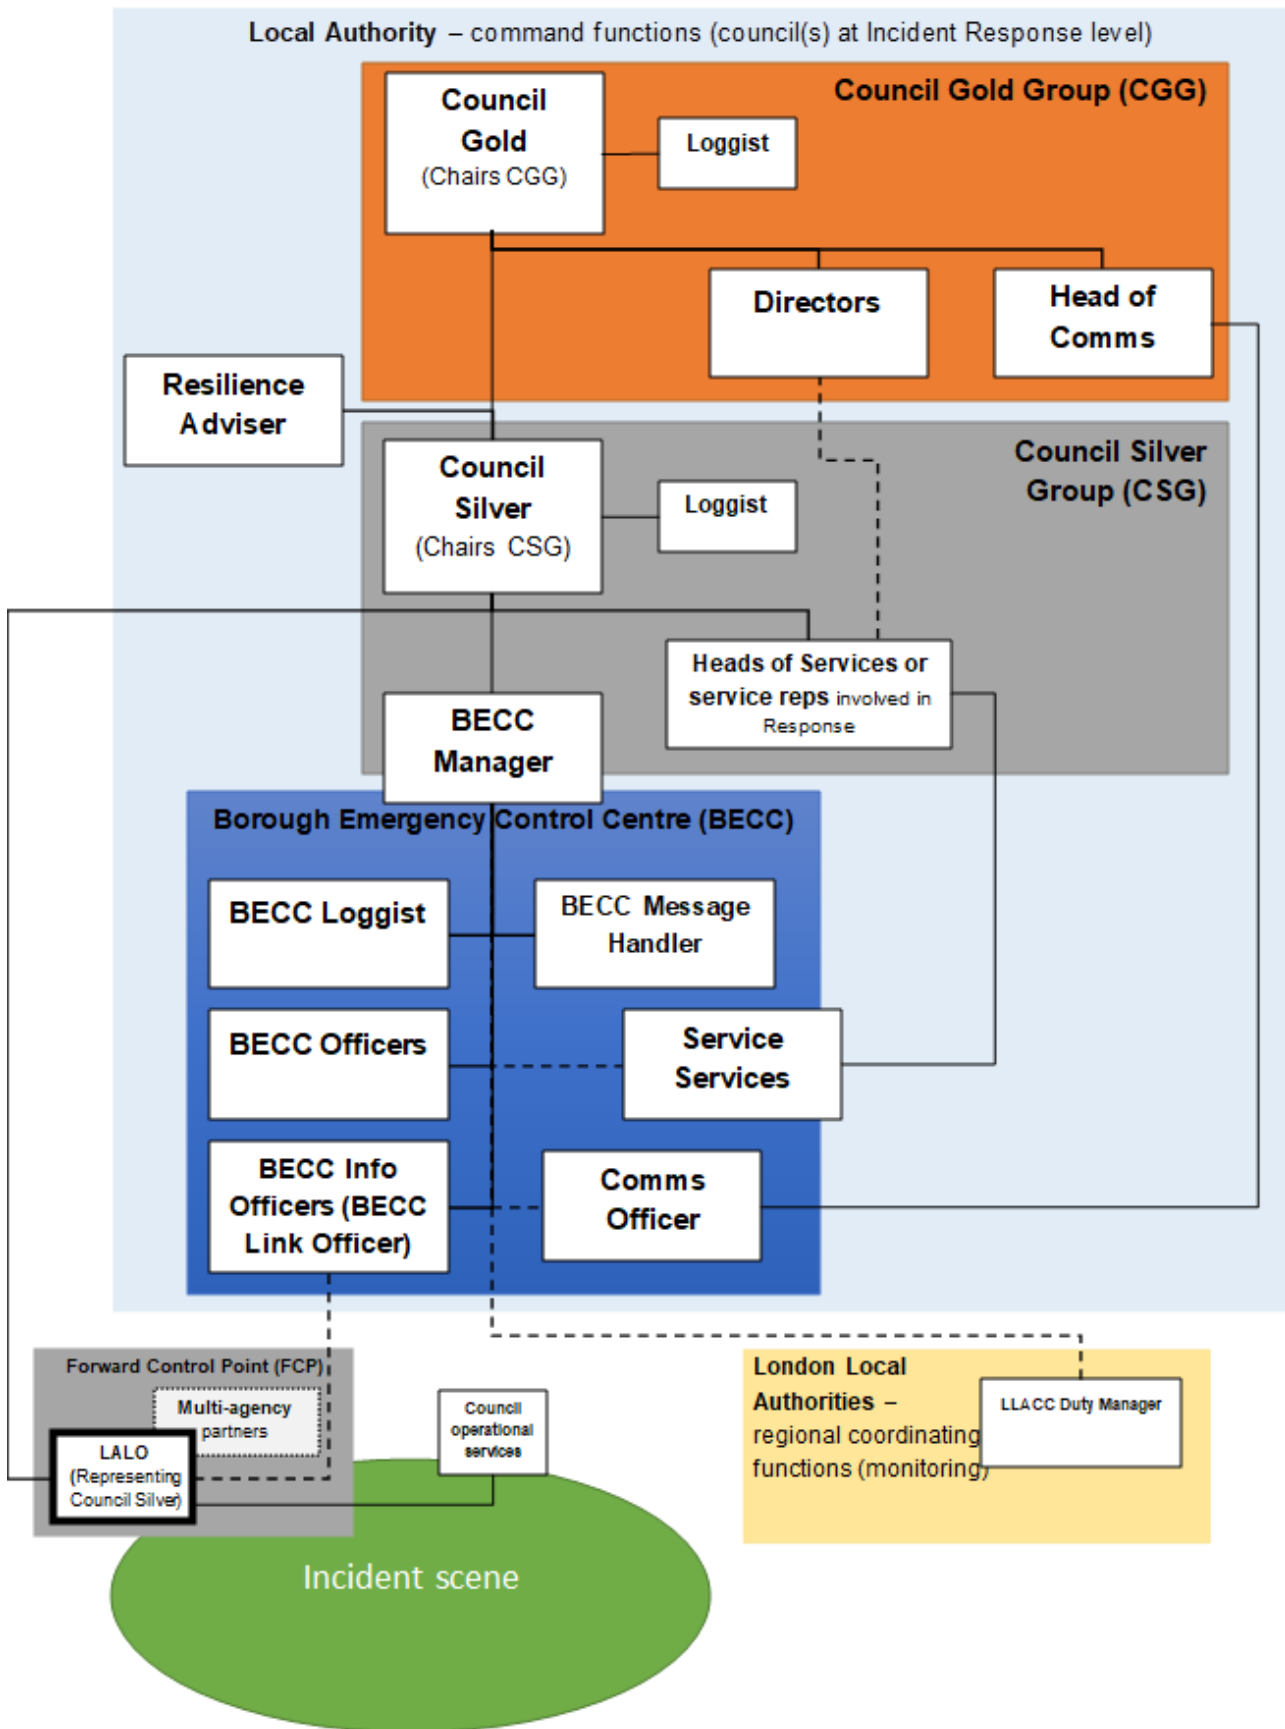 Local Authority – command functions (council(s) at Incident Response level)
Council Gold Group (CGG)
Council
Gold
(Chairs CGG)
Loggist
Directors
Head of
Comms
Resilience
Adviser
Council Silver
Group (CSG)
Council
Silver
(Chairs CSG)
Loggist
Heads of Services or
service reps involved in
Response
BECC
Manager
Borough Emergency Control Centre (BECC)
BECC Loggist
BECC Message
Handler
BECC Officers
Service
Services
BECC Info
Officers (BECC
Link Officer)
Comms
Officer
Forward Control Point (FCP)
Multi-agency
partners
LALO
(Representing
Council Silver)
Council
operational
services
London Local
Authorities –
regional coordinating
functions (monitoring)
LLACC Duty Manager
Incident scene